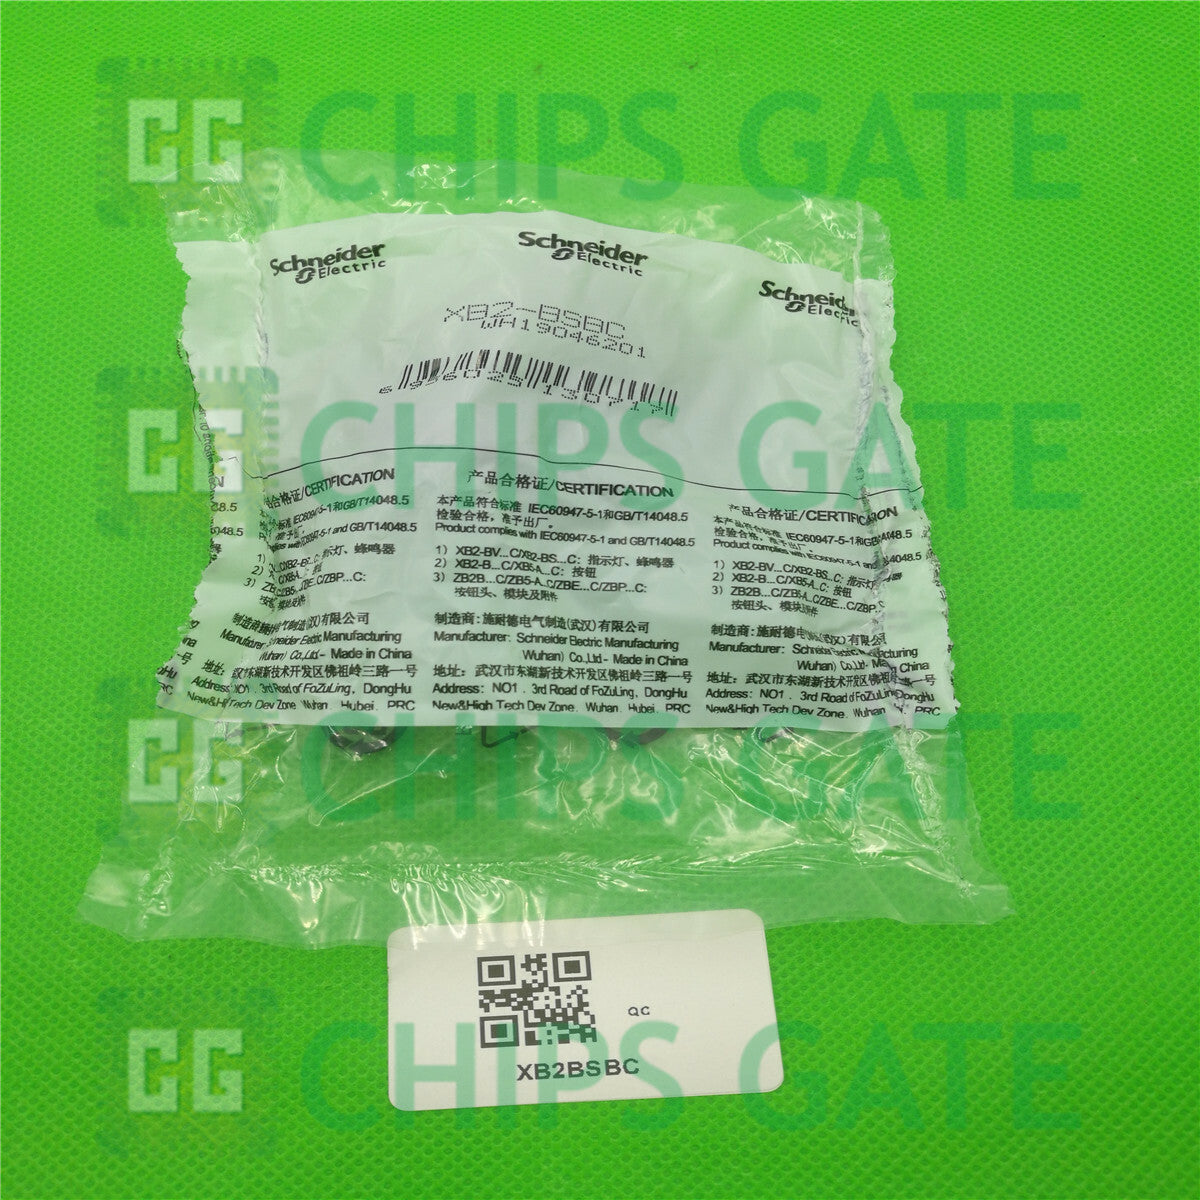 CG CHIPS GATE
Schneider Electric
Schneider Electric
Schneider Electric
XB2-BSBC
WH19046201
6 936025 130717
CG CHIPS GATE
产品合格证/CERTIFICATION
本产品符合标准 IEC60947-5-1和GB/T14048.5
检验合格，准予出厂。
Product complies with IEC60947-5-1 and GB/T14048.5
1) XB2-BV...C/XB2-BS...C: 指示灯、蜂鸣器
2) XB2-B...C/XB5-A...C: 按钮
3) ZB2B...C/ZB5-A...C/ZBE...C/ZBP...C:
按钮头、模块及附件
制造商: 施耐德电气制造(武汉)有限公司
Manufacturer: Schneider Electric Manufacturing
Wuhan) Co.,Ltd- Made in China
地址: 武汉市东湖新技术开发区佛祖岭三路一号
Address: NO1 . 3rd Road of FoZuLing, DongHu
New&High Tech Dev Zone. Wuhan. Hubei. PRC
CG CHIPS GATE
QC
XB2BSBC
CG CHIPS GATE